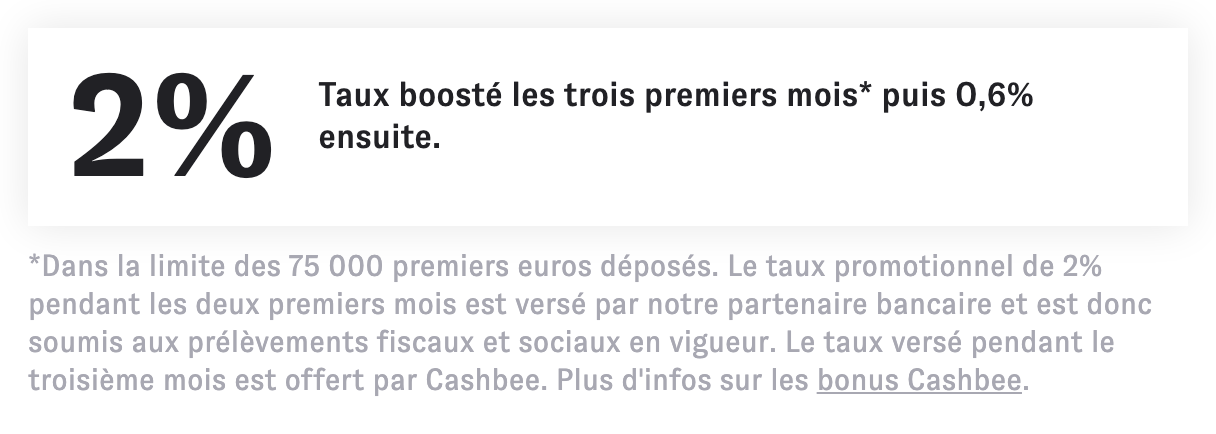 2%
Taux boosté les trois premiers mois* puis 0,6%
ensuite.
*Dans la limite des 75 000 premiers euros déposés. Le taux promotionnel de 2%
pendant les deux premiers mois est versé par notre partenaire bancaire et est donc
soumis aux prélèvements fiscaux et sociaux en vigueur. Le taux versé pendant le
troisième mois est offert par Cashbee. Plus d'infos sur les bonus Cashbee.